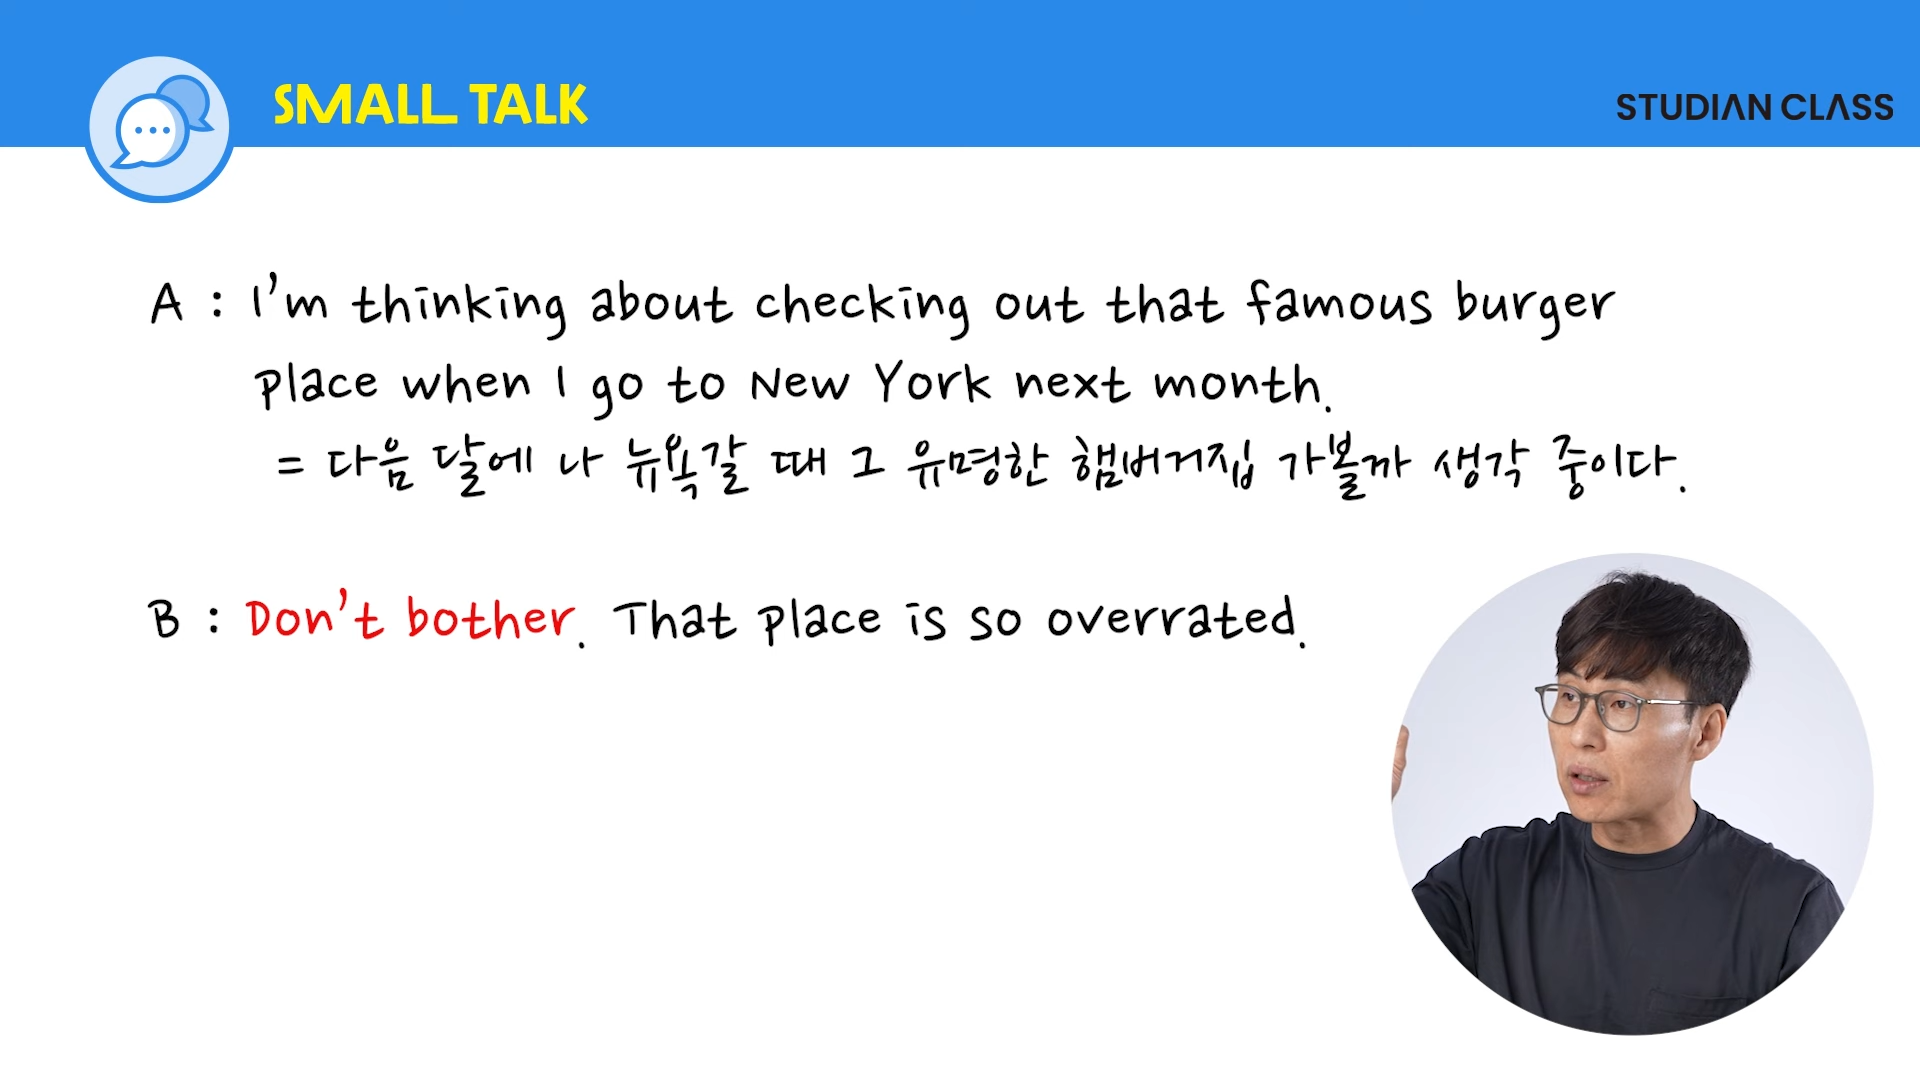 SMALL TALK
STUDIAN CLASS
A : I'm thinking about checking out that famous burger
place when I go to New York next month.
= 다음 달에 나 뉴욕갈 때 그 유명한 햄버거집 가볼까 생각 중이다.
B : Don't bother. That place is so overrated.